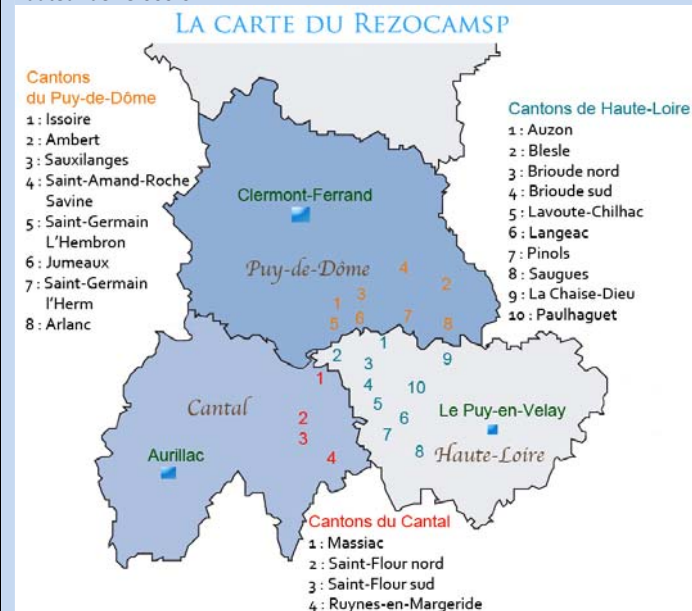 LA CARTE DU REZOCAMSP
Cantons
du Puy-de-Dôme
1 : Issoire
2 : Ambert
3 : Sauxilanges
4 : Saint-Amand-Roche
Savine
5 : Saint-Germain
L'Hembron
6 : Jumeaux
7 : Saint-Germain
l'Herm
8 : Arlanc
Cantons de Haute-Loire
1 : Auzon
2 : Blesle
3 : Brioude nord
4 : Brioude sud
5 : Lavoute-Chilhac
6 : Langeac
7 : Pinols
8 : Saugues
9 : La Chaise-Dieu
10 : Paulhaguet
Clermont-Ferrand
Puy-de-Dôme
4
2
3
1
5
6
7
8
1
2
3
9
4
10
5
6
7
8
Le Puy-en-Velay
Haute-Loire
1
Cantal
2
3
4
Aurillac
Cantons du Cantal
1 : Massiac
2 : Saint-Flour nord
3 : Saint-Flour sud
4 : Ruynes-en-Margeride